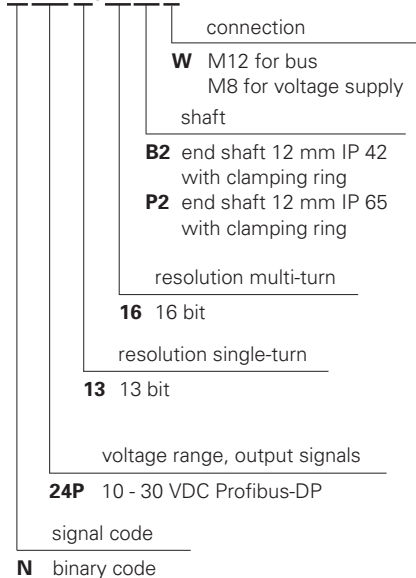 connection
W M12 for bus
M8 for voltage supply
shaft
B2 end shaft 12 mm IP 42
with clamping ring
P2 end shaft 12 mm IP 65
with clamping ring
resolution multi-turn
16 16 bit
resolution single-turn
13 13 bit
voltage range, output signals
24P 10 - 30 VDC Profibus-DP
signal code
N binary code